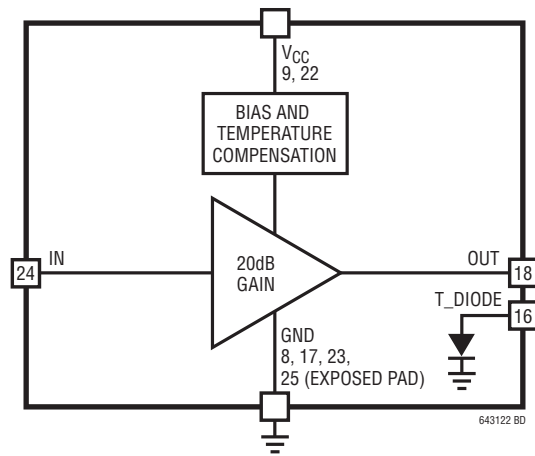 VCC
9, 22
BIAS AND
TEMPERATURE
COMPENSATION
24
IN
20dB
GAIN
OUT
18
T_DIODE
16
GND
8, 17, 23,
25 (EXPOSED PAD)
643122 BD